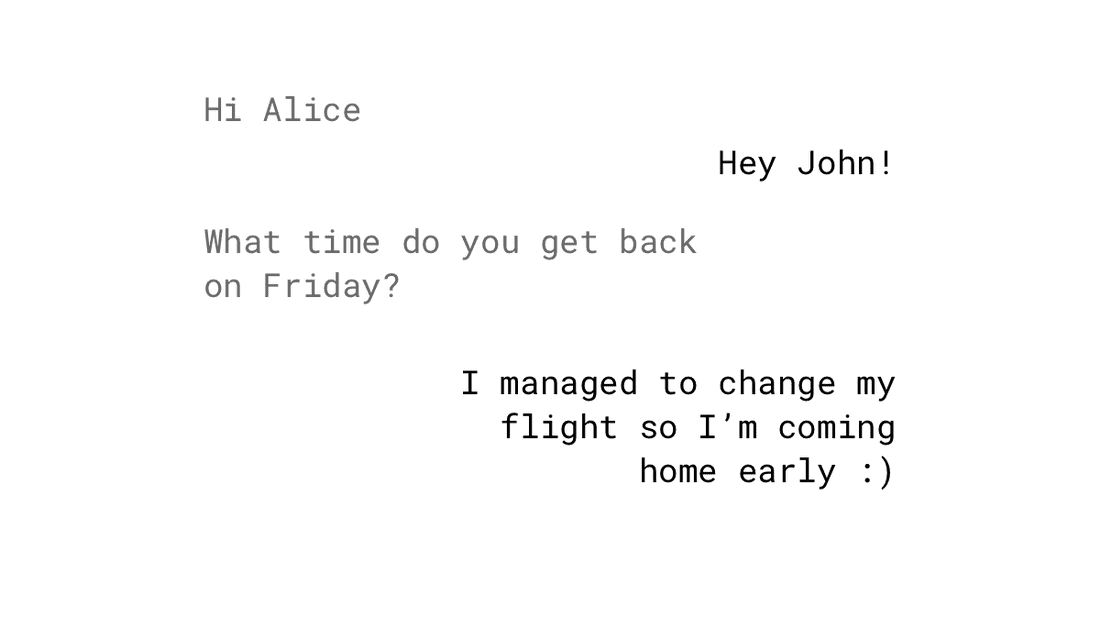 Hi Alice
Hey John!
What time do you get back
on Friday?
I managed to change my
flight so I’m coming
home early :)